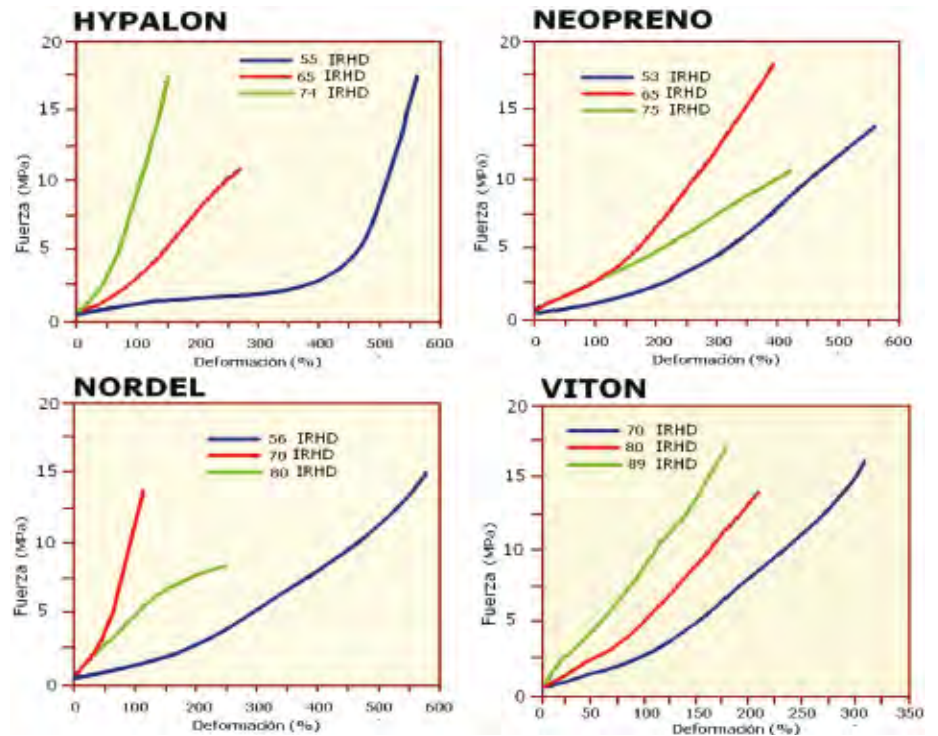 HYPALON
20
15
10
5
0
Fuerza (MPa)
55 IRHD
65 IRHD
74 IRHD
100 200 300 400 500 600
Deformación (%)
NEOPRENO
20
15
10
5
0
Fuerza (MPa)
53 IRHD
65 IRHD
75 IRHD
0 100 200 300 400 500 600
Deformación (%)
NORDEL
20
15
10
5
0
Fuerza (MPa)
56 IRHD
70 IRHD
80 IRHD
0 100 200 300 400 500 600
Deformación (%)
VITON
20
15
10
5
0
Fuerza (MPa)
70 IRHD
80 IRHD
89 IRHD
0 50 100 150 200 250 300 350
Deformación (%)